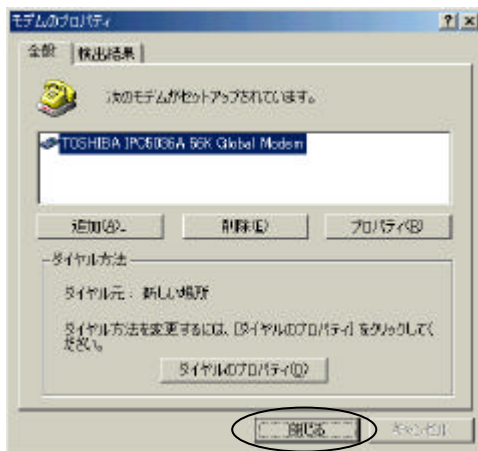 モデムのプロパティ
全般 検出結果
次のモデムがセットアップされています。
TOSHIBA IPC5036A 56K Global Modem
追加(A)... 削除(E) プロパティ(R)
ダイヤル方法
ダイヤル元： 新しい場所
ダイヤル方法を変更するには、[ダイヤルのプロパティ] をクリックしてく
ださい。
ダイヤルのプロパティ(D)
閉じる キャンセル